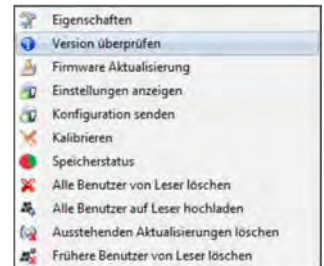 Eigenschaften
Version überprüfen
Firmware Aktualisierung
Einstellungen anzeigen
Konfiguration senden
Kalibrieren
Speicherstatus
Alle Benutzer von Leser löschen
Alle Benutzer auf Leser hochladen
Ausstehenden Aktualisierungen löschen
Frühere Benutzer von Leser löschen